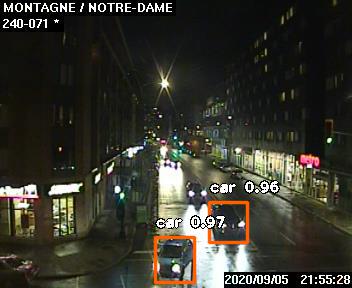 MONTAGNE / NOTRE-DAME
240-071 *
car 0.96
metro
car 0.97
2020/09/05 21:55:28